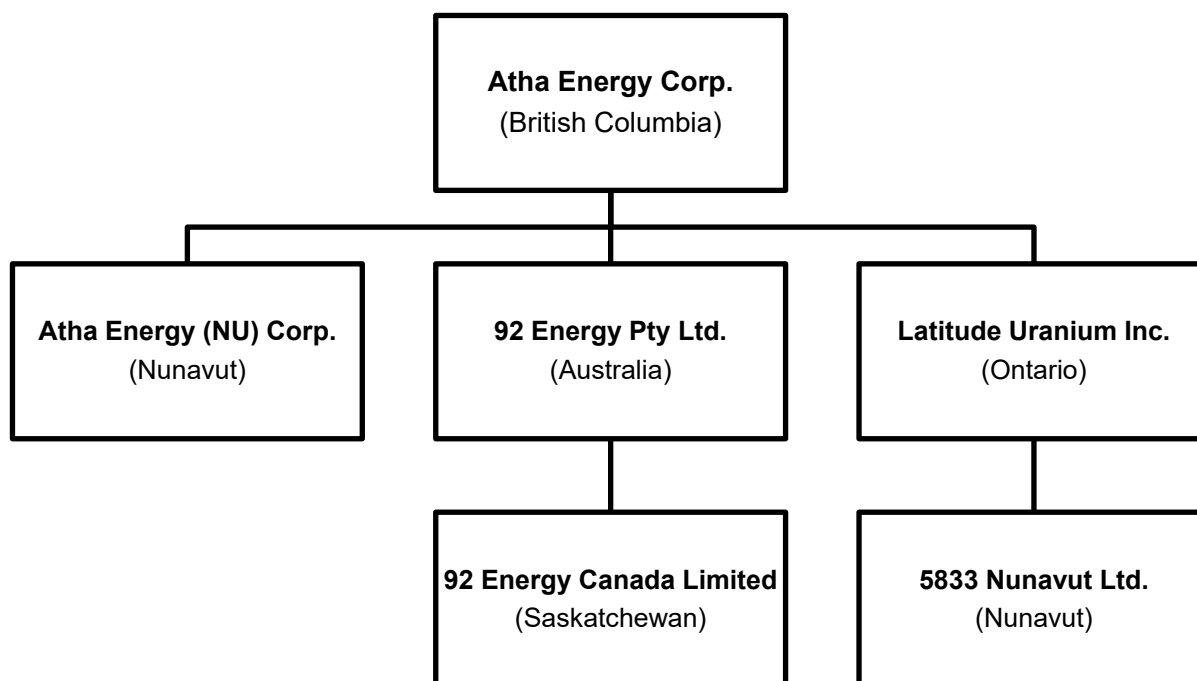 Atha Energy Corp.
(British Columbia)
Atha Energy (NU) Corp.
(Nunavut)
92 Energy Pty Ltd.
(Australia)
Latitude Uranium Inc.
(Ontario)
92 Energy Canada Limited
(Saskatchewan)
5833 Nunavut Ltd.
(Nunavut)